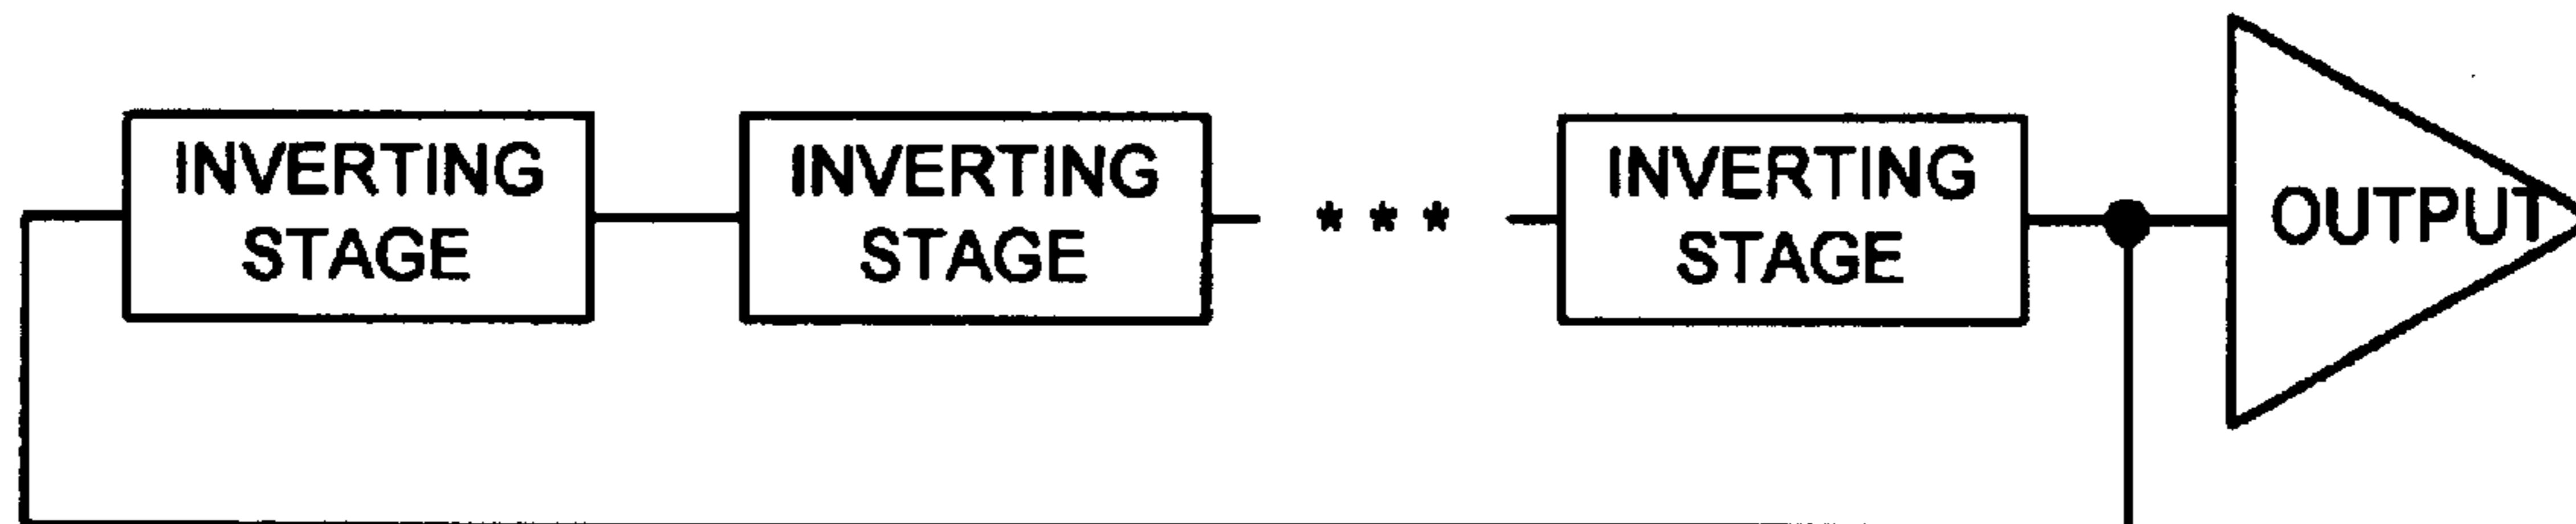 INVERTING
STAGE
INVERTING
STAGE
* * *
INVERTING
STAGE
OUTPUT